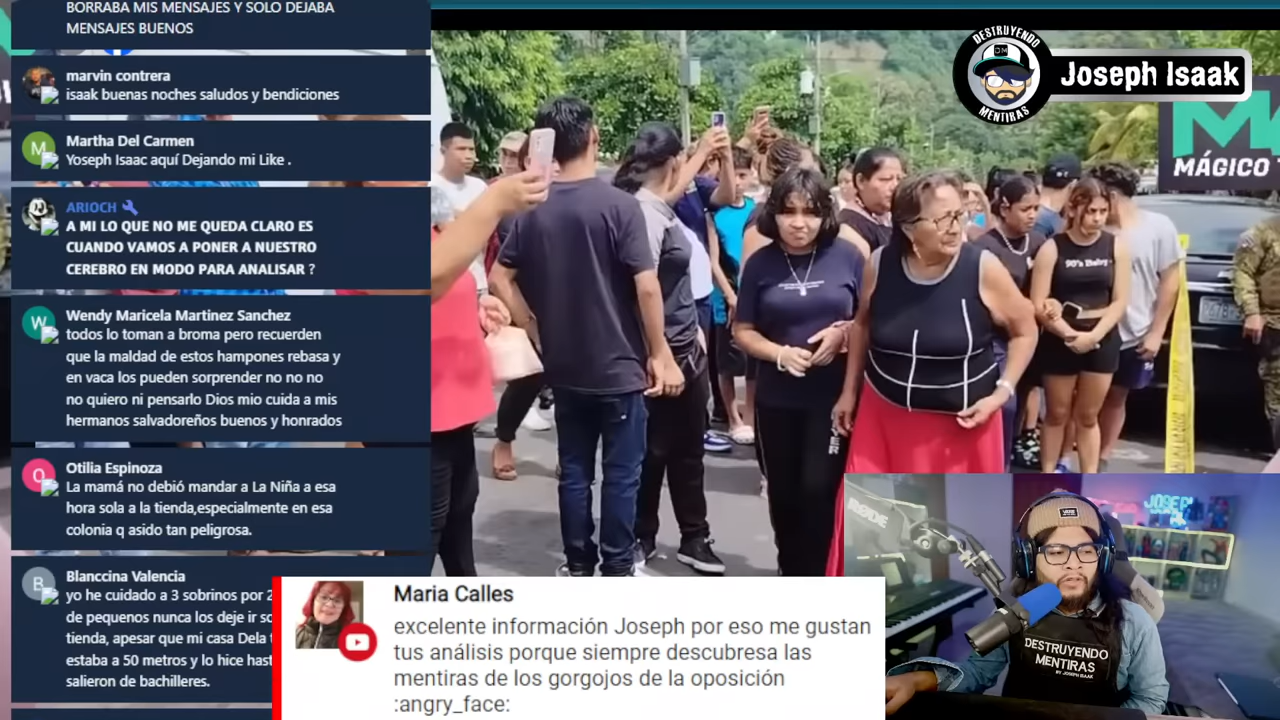 BORRABA MIS MENSAJES Y SOLO DEJABA
MENSAJES BUENOS
marvin contrera
isaak buenas noches saludos y bendiciones
Martha Del Carmen
Yoseph Isaac aquí Dejando mi Like .
ARIOCH
A MI LO QUE NO ME QUEDA CLARO ES
CUANDO VAMOS A PONER A NUESTRO
CEREBRO EN MODO PARA ANALISAR ?
Wendy Maricela Martinez Sanchez
todos lo toman a broma pero recuerden
que la maldad de estos hampones rebasa y
en vaca los pueden sorprender no no no
no quiero ni pensarlo Dios mio cuida a mis
hermanos salvadoreños buenos y honrados
Otilia Espinoza
La mamá no debió mandar a La Niña a esa
hora sola a la tienda,especialmente en esa
colonia q asido tan peligrosa.
Blanccina Valencia
yo he cuidado a 3 sobrinos por 2
de pequenos nunca los deje ir
tienda, apesar que mi casa Dela
estaba a 50 metros y lo hice
salieron de bachilleres.
Maria Calles
excelente información Joseph por eso me gustan
tus análisis porque siempre descubresa las
mentiras de los gorgojos de la oposición
:angry_face:
DESTRUYENDO
DM
MENTIRAS
Joseph Isaak
MÁGICO
90's Baby
RØDE
JOSEPH
VANS
DESTRUYENDO
MENTIRAS
BY JOSEPH ISAAK